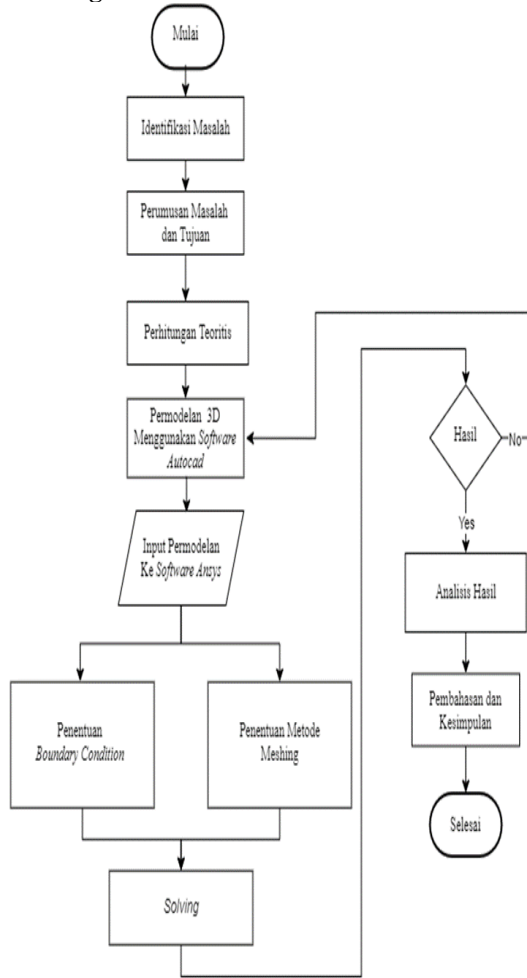 Mulai
Identifikasi Masalah
Perumusan Masalah
dan Tujuan
Perhitungan Teoritis
Permodelan 3D
Menggunakan Software
Autocad
Input Permodelan
Ke Software Ansys
Penentuan
Boundary Condition
Penentuan Metode
Meshing
Solving
Hasil
No
Yes
Analisis Hasil
Pembahasan dan
Kesimpulan
Selesai